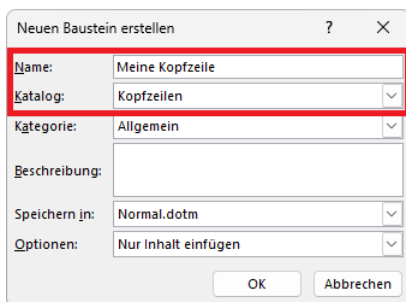 Neuen Baustein erstellen ? ✕
Name: Meine Kopfzeile
Katalog: Kopfzeilen
Kategorie: Allgemein
Beschreibung:
Speichern in: Normal.dotm
Optionen: Nur Inhalt einfügen
OK Abbrechen